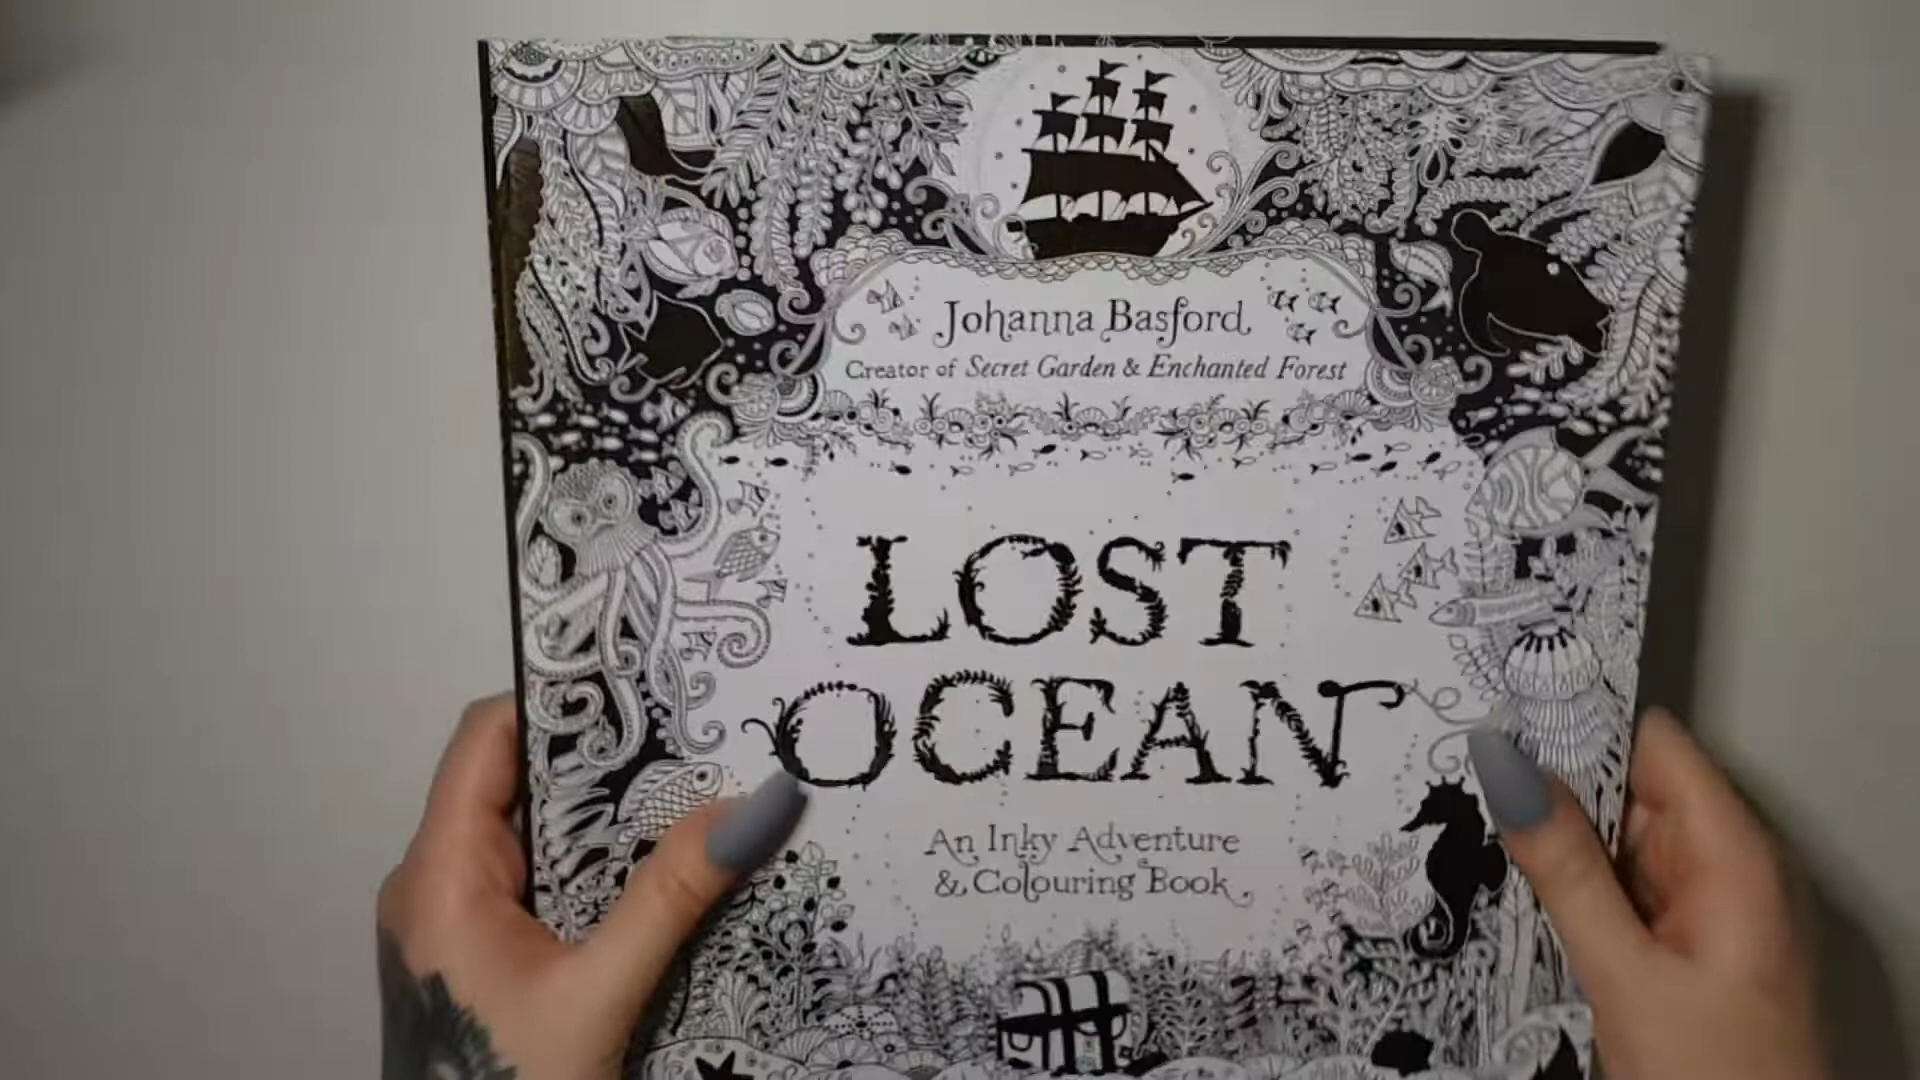 Johanna Basford
Creator of Secret Garden & Enchanted Forest
LOST
OCEAN
An Inky Adventure
& Colouring Book